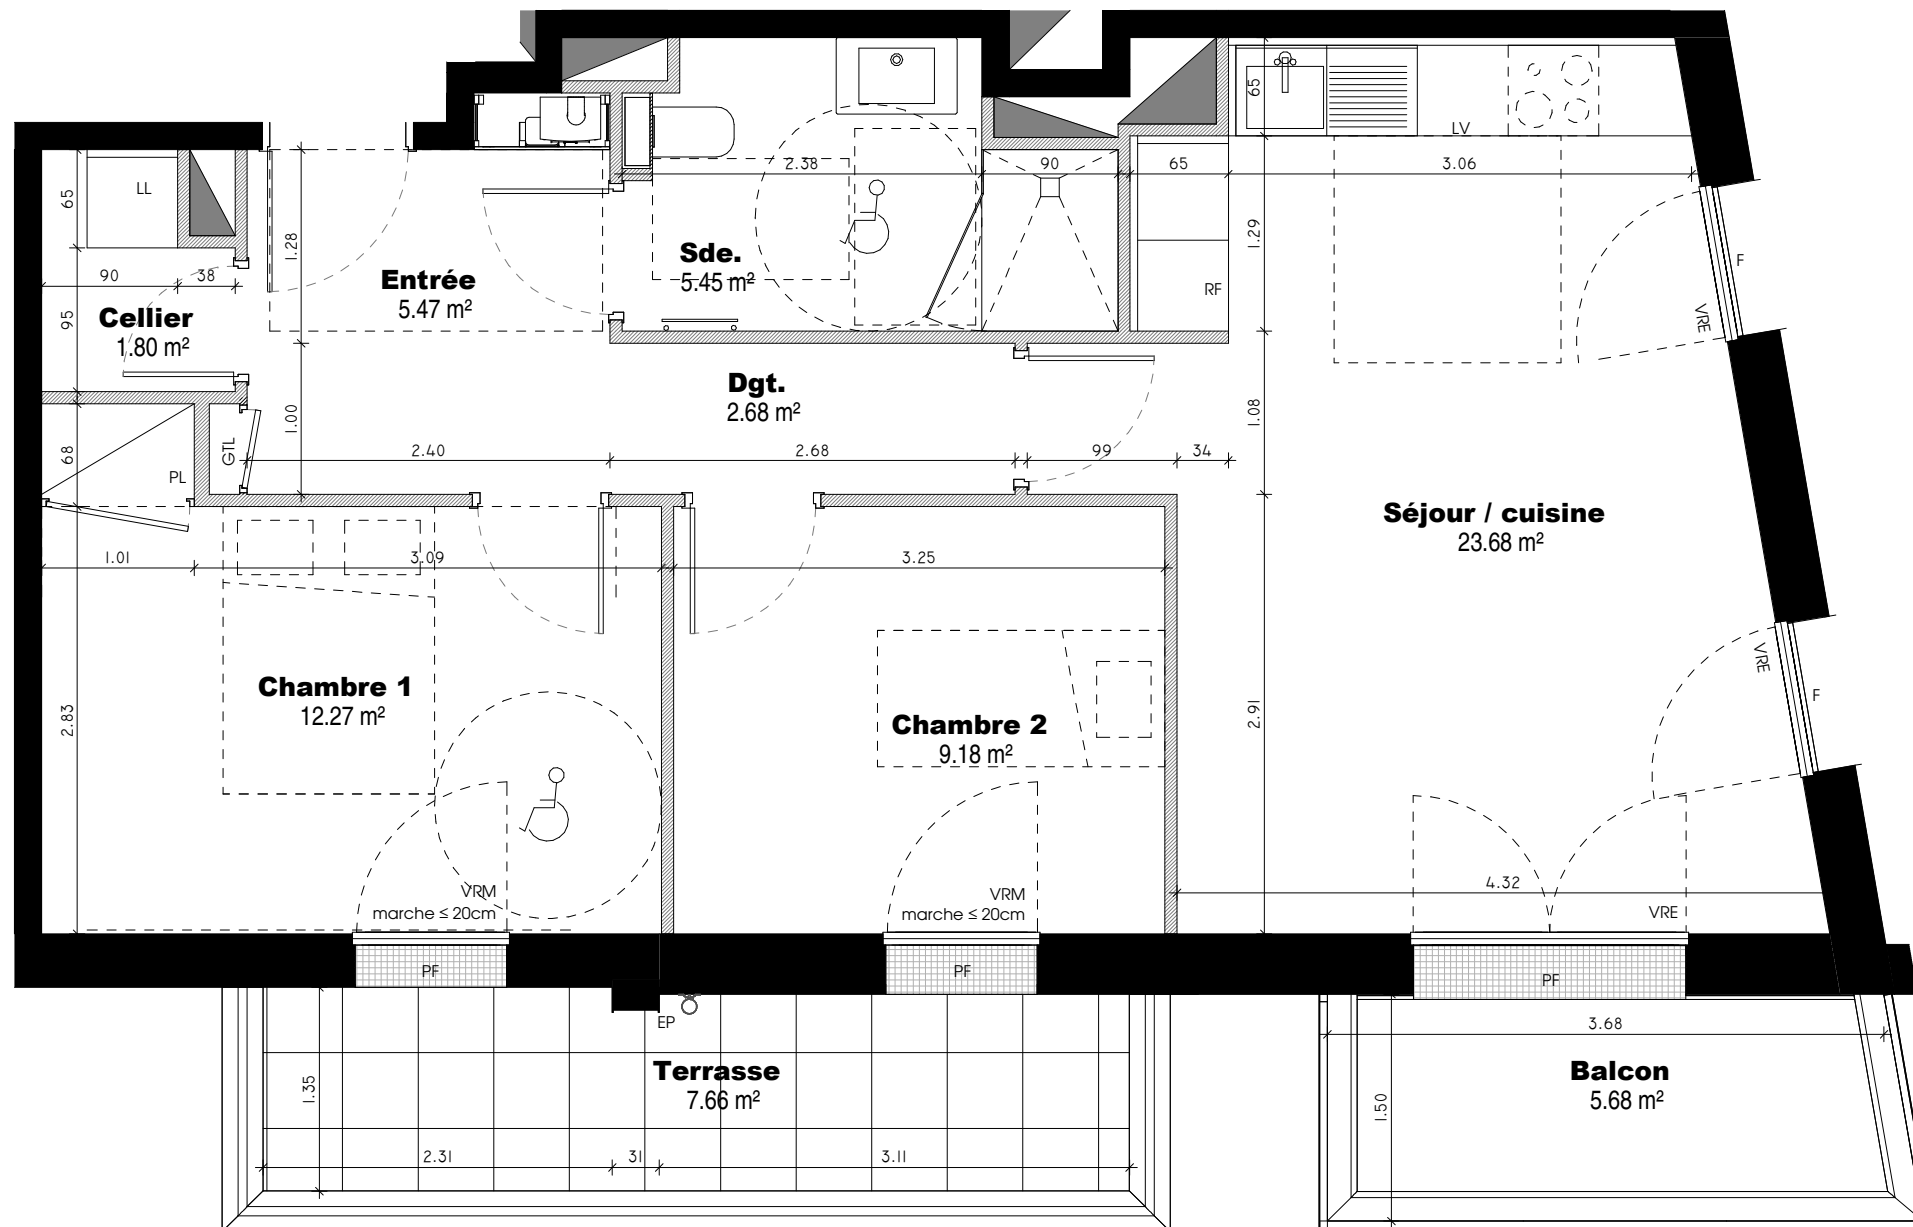 65
LV
LL
2.38
90
65
3.06
65
1.28
1.29
Sde.
5.45 m²
Entrée
5.47 m²
RF
F
VRE
90
38
Cellier
1.80 m²
95
Dgt.
2.68 m²
1.00
1.08
68
PL
GTL
2.40
2.68
99
34
Séjour / cuisine
23.68 m²
1.01
3.09
3.25
VRE
F
Chambre 1
12.27 m²
2.83
Chambre 2
9.18 m²
2.91
VRM
marche ≤ 20cm
VRM
marche ≤ 20cm
4.32
VRE
PF
PF
PF
EP
3.68
Terrasse
7.66 m²
1.35
Balcon
5.68 m²
1.50
2.31
31
3.11